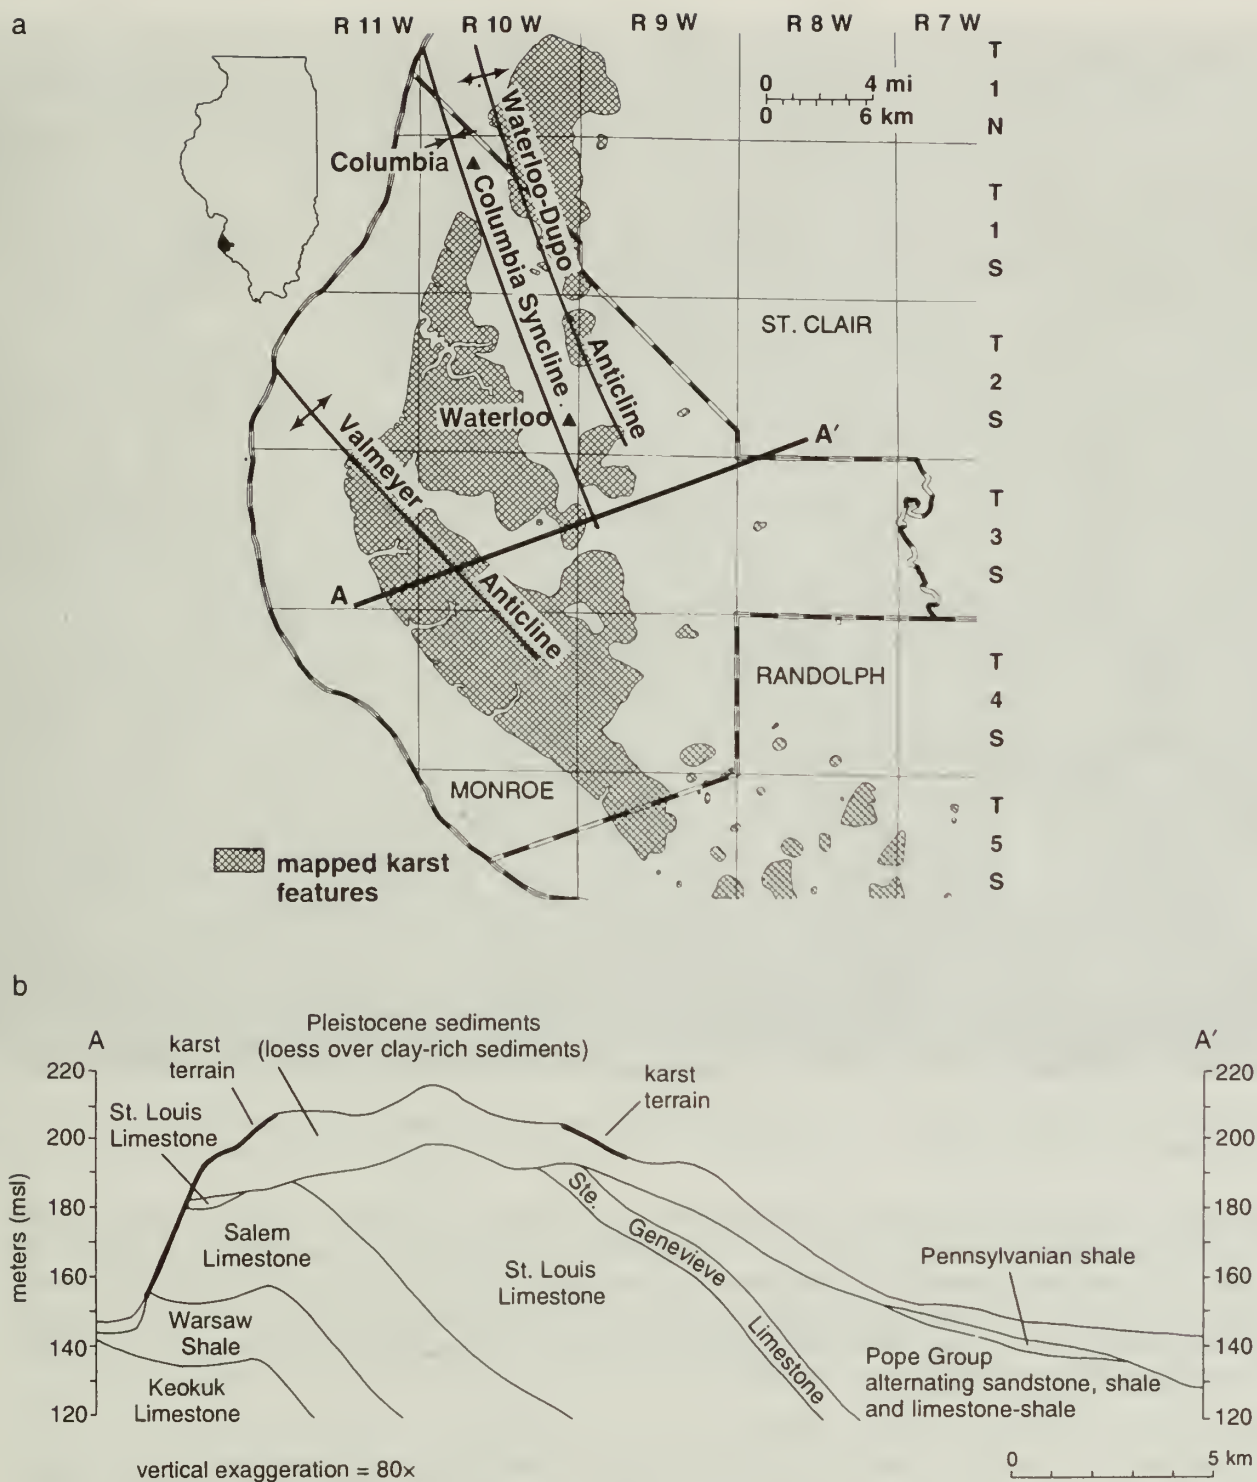 a
R 11 W
R 10 W
R 9 W
R 8 W
R 7 W
T
1
N
T
1
S
T
2
S
T
3
S
T
4
S
T
5
S
0 4 mi
0 6 km
Columbia
Waterloo-Dupo
Anticline
Columbia Syncline
ST. CLAIR
Waterloo
A'
Valmeyer
Anticline
A
RANDOLPH
MONROE
mapped karst
features
b
A
A'
Pleistocene sediments
(loess over clay-rich sediments)
karst
terrain
karst
terrain
St. Louis
Limestone
220
200
180
160
140
120
meters (msl)
220
200
180
160
140
120
Salem
Limestone
St. Louis
Limestone
Ste.
Genevieve
Limestone
Warsaw
Shale
Keokuk
Limestone
Pennsylvanian shale
Pope Group
alternating sandstone, shale
and limestone-shale
vertical exaggeration = 80x
0 5 km